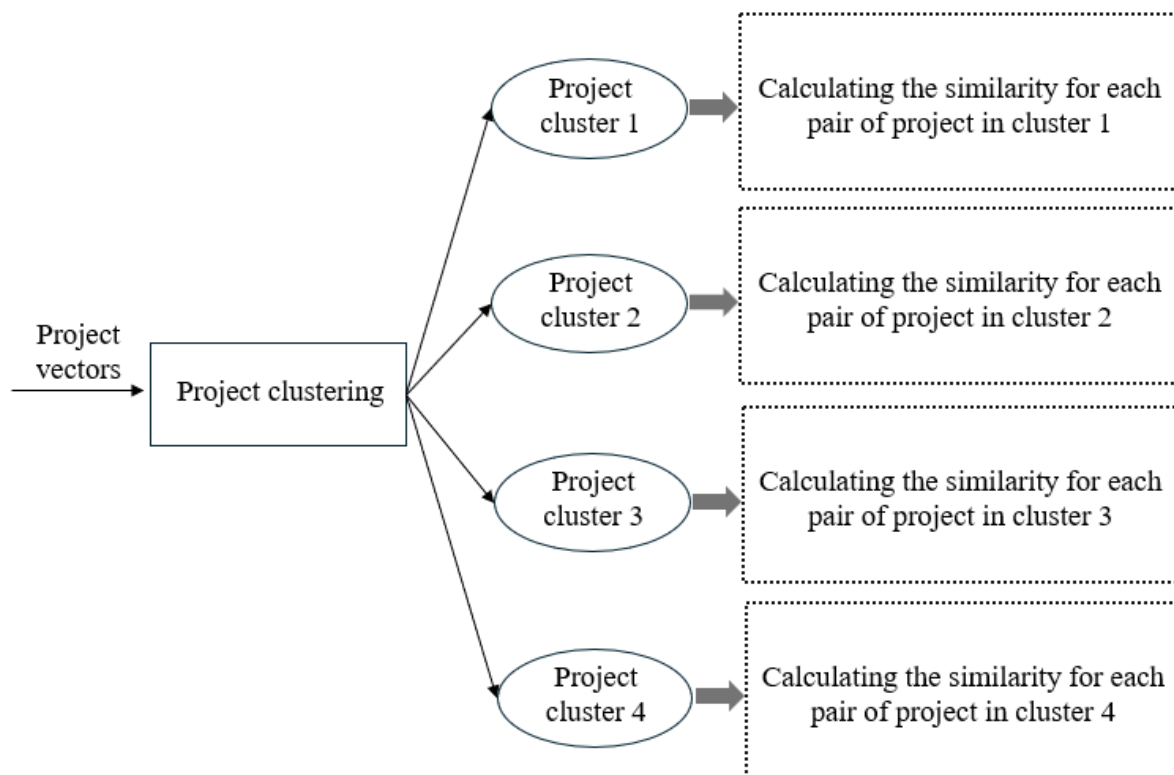 Project
cluster 1
Calculating the similarity for each
pair of project in cluster 1
Project
cluster 2
Calculating the similarity for each
pair of project in cluster 2
Project
vectors
Project clustering
Project
cluster 3
Calculating the similarity for each
pair of project in cluster 3
Project
cluster 4
Calculating the similarity for each
pair of project in cluster 4